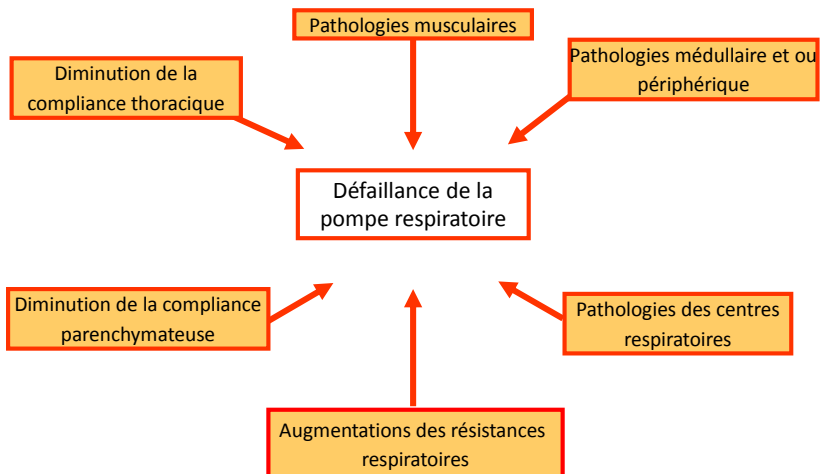 Pathologies musculaires
Diminution de la
compliance thoracique
Pathologies médullaire et ou
périphérique
Défaillance de la
pompe respiratoire
Diminution de la compliance
parenchymateuse
Pathologies des centres
respiratoires
Augmentations des résistances
respiratoires